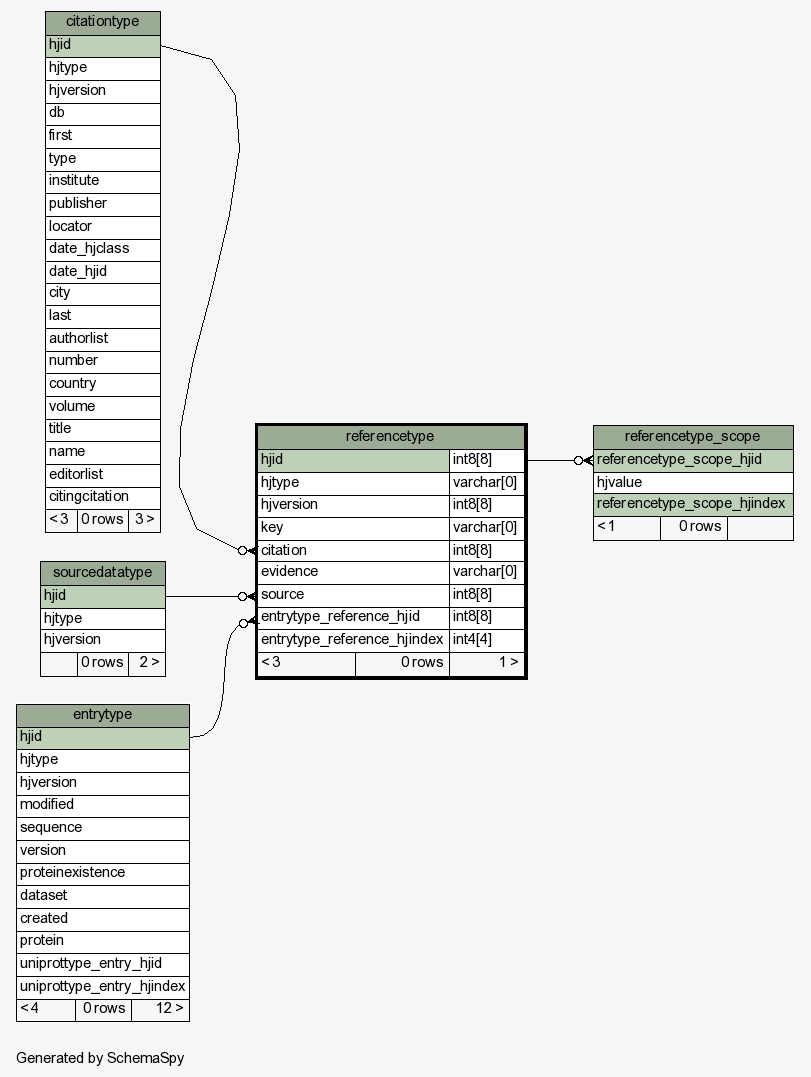 citationtype
hjid
hjtype
hjversion
db
first
type
institute
publisher
locator
date_hjclass
date_hjid
city
last
authorlist
number
country
volume
title
name
editorlist
citingcitation
< 3 0 rows 3 >
referencetype
hjid int8[8]
hjtype varchar[0]
hjversion int8[8]
key varchar[0]
citation int8[8]
evidence varchar[0]
source int8[8]
entrytype_reference_hjid int8[8]
entrytype_reference_hjindex int4[4]
< 3 0 rows 1 >
referencetype_scope
referencetype_scope_hjid
hjvalue
referencetype_scope_hjindex
< 1 0 rows
sourcedatatype
hjid
hjtype
hjversion
0 rows 2 >
entrytype
hjid
hjtype
hjversion
modified
sequence
version
proteinexistence
dataset
created
protein
uniprottype_entry_hjid
uniprottype_entry_hjindex
< 4 0 rows 12 >
Generated by SchemaSpy